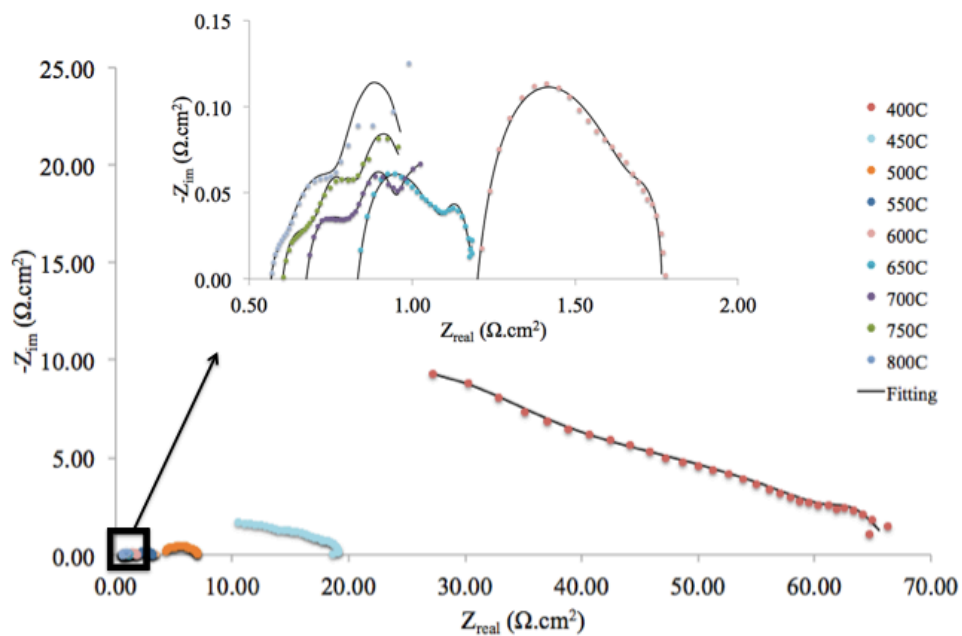 0.15
0.10
0.05
0.00
-Zim (Ω.cm2)
0.50 1.00 1.50 2.00
Zreal (Ω.cm2)
25.00
20.00
15.00
10.00
5.00
0.00
-Zim (Ω.cm2)
0.00 10.00 20.00 30.00 40.00 50.00 60.00 70.00
Zreal (Ω.cm2)
400C
450C
500C
550C
600C
650C
700C
750C
800C
Fitting